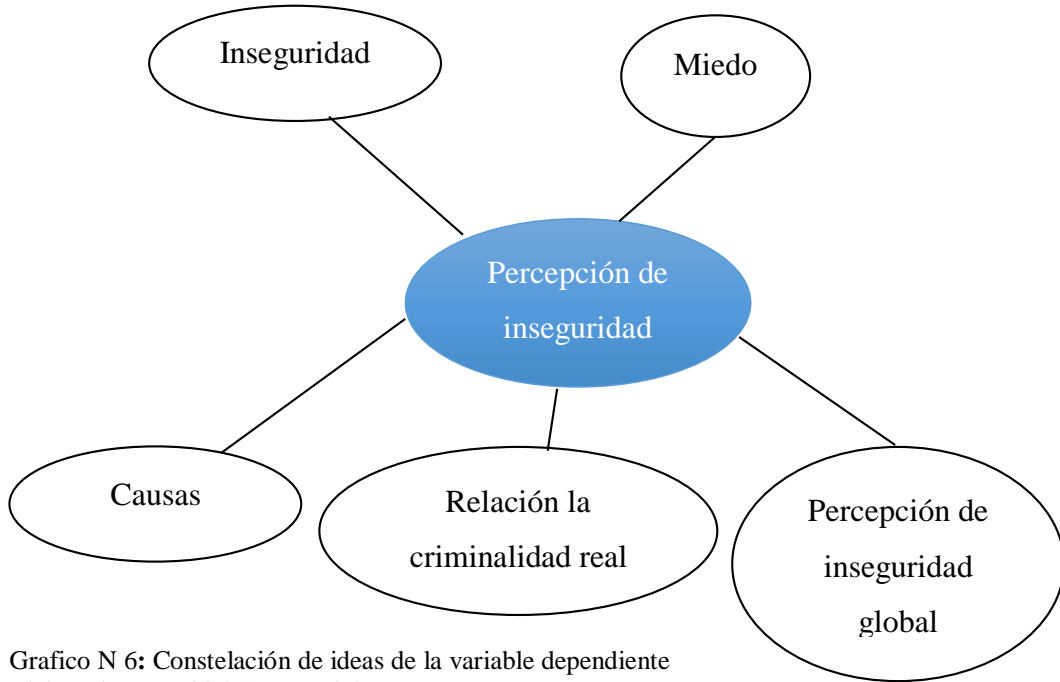 Inseguridad
Miedo
Percepción de
inseguridad
Causas
Relación la
criminalidad real
Percepción de
inseguridad
global
Grafico N 6: Constelación de ideas de la variable dependiente